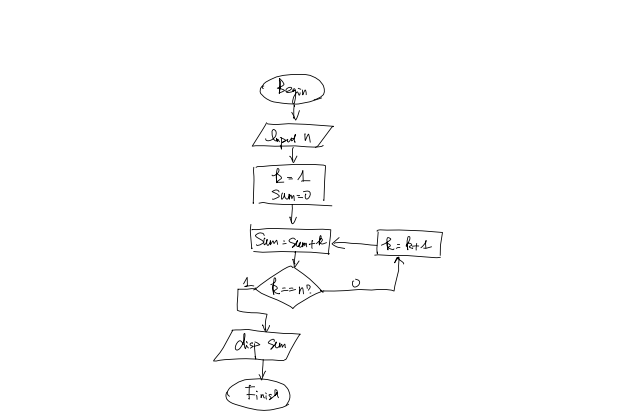 Begin
Input n
k = 1
Sum=0
Sum=sum+k
k=k+1
k==n?
1
0
disp sum
Finish